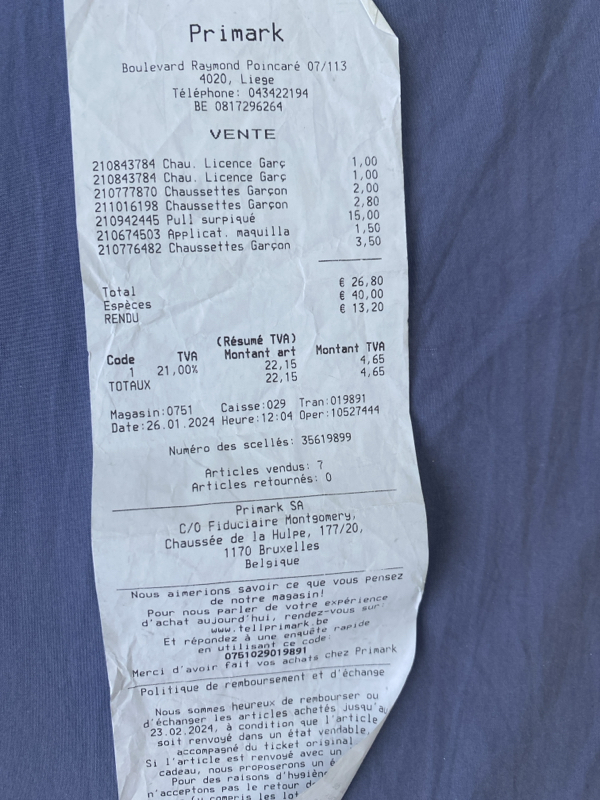 Primark
Boulevard Raymond Poincaré 07/113
4020, Liege
Téléphone: 043422194
BE 0817296264
VENTE
210843784 Chau. Licence Garç 1,00
210843784 Chau. Licence Garç 1,00
210777870 Chaussettes Garçon 2,00
211016198 Chaussettes Garçon 2,80
210942445 Pull surpiqué 15,00
210674503 Applicat. maquilla 1,50
210776482 Chaussettes Garçon 3,50
Total € 26,80
Espèces € 40,00
RENDU € 13,20
(Résumé TVA)
Code TVA Montant art Montant TVA
1 21,00% 22,15 4,65
TOTAUX 22,15 4,65
Magasin:0751 Caisse:029 Tran:019891
Date:26.01.2024 Heure:12:04 Oper:10527444
Numéro des scellés: 35619899
Articles vendus: 7
Articles retournés: 0
Primark SA
C/O Fiduciaire Montgomery,
Chaussée de la Hulpe, 177/20,
1170 Bruxelles
Belgique
Nous aimerions savoir ce que vous pensez
de notre magasin!
Pour nous parler de votre expérience
d'achat aujourd'hui, rendez-vous sur:
www.tellprimark.be
Et répondez à une enquête rapide
en utilisant ce code:
0751029019891
Merci d'avoir fait vos achats chez Primark
Politique de remboursement et d'échange
Nous sommes heureux de rembourser ou
d'échanger les articles achetés jusqu'au
23.02.2024, à condition que l'article
soit renvoyé dans un état vendable,
accompagné du ticket original
Si l'article est renvoyé avec un
cadeau, nous proposerons un é
Pour des raisons d'hygièn
n'acceptons pas le retour d
(y compris les lot